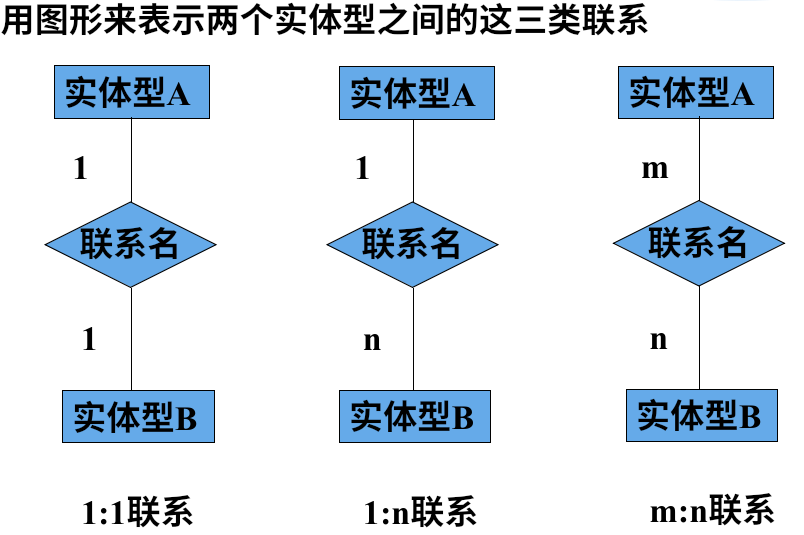 用图形来表示两个实体型之间的这三类联系
实体型A
1
联系名
1
实体型B
1:1联系
实体型A
1
联系名
n
实体型B
1:n联系
实体型A
m
联系名
n
实体型B
m:n联系